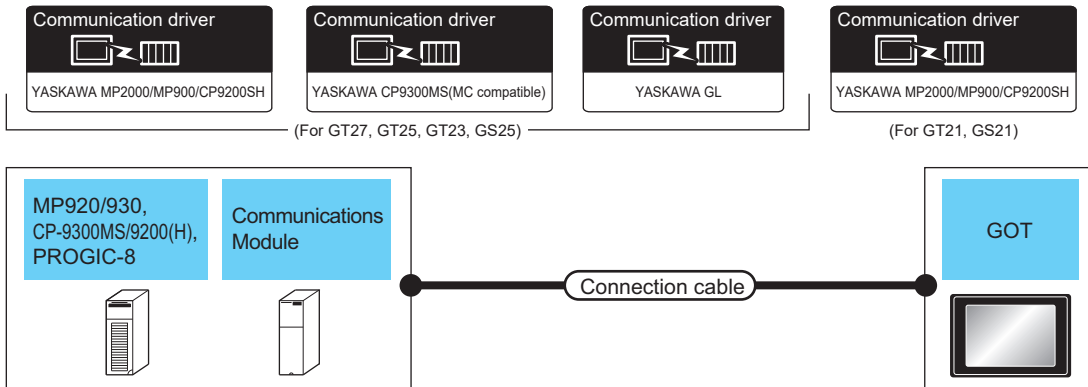 Communication driver
YASKAWA MP2000/MP900/CP9200SH
Communication driver
YASKAWA CP9300MS(MC compatible)
Communication driver
YASKAWA GL
Communication driver
YASKAWA MP2000/MP900/CP9200SH
(For GT27, GT25, GT23, GS25)
(For GT21, GS21)
MP920/930,
CP-9300MS/9200(H),
PROGIC-8
Communications
Module
Connection cable
GOT